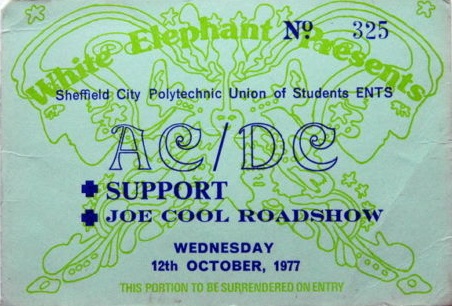 White Elephant Presents
Nº 325
Sheffield City Polytechnic Union of Students ENTS
AC/DC
✚ SUPPORT
✚ JOE COOL ROADSHOW
WEDNESDAY
12th OCTOBER, 1977
THIS PORTION TO BE SURRENDERED ON ENTRY